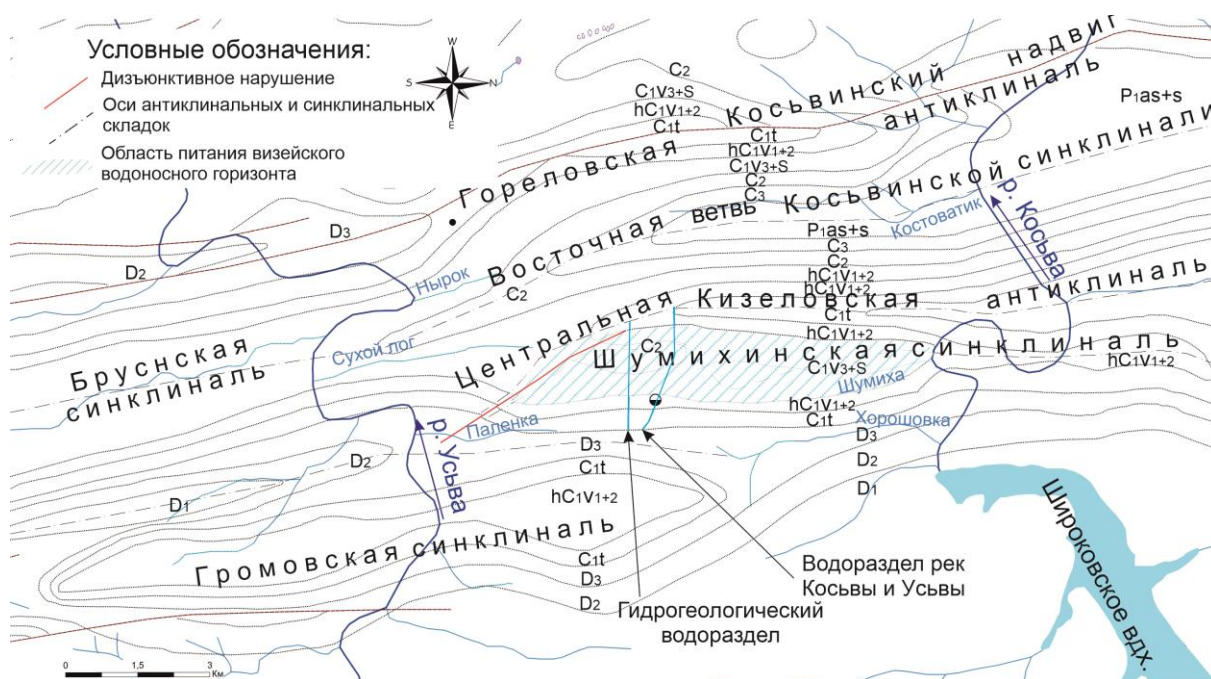 Условные обозначения:
Дизъюнктивное нарушение
Оси антиклинальных и синклинальных
складок
Область питания визейского
водоносного горизонта
W
S
N
E
Косьвинский надвиг
C2
C1V3+S
hC1V1+2
C1t
Гореловская антиклиналь
C1t
hC1V1+2
C1V3+S
C2
C3
P1as+s
Восточная ветвь Косьвинской синклинали
P1as+s
C3
C2
hC1V1+2
hC1V1+2
Костоватик
р. Косьва
D3
D2
Нырок
C2
Центральная Кизеловская антиклиналь
C1t
hC1V1+2
Бруснская
синклиналь
Сухой лог
C2
Шумихинская синклиналь
C1V3+S
hC1V1+2
Шумиха
hC1V1+2
C1t
Хорошовка
Паленка
р. Усьва
D3
D2
D1
D3
D2
D1
C1t
hC1V1+2
Громовская синклиналь
C1t
D3
D2
Водораздел рек
Косьвы и Усьвы
Гидрогеологический
водораздел
Широковское вдх.
0 1,5 3
Км